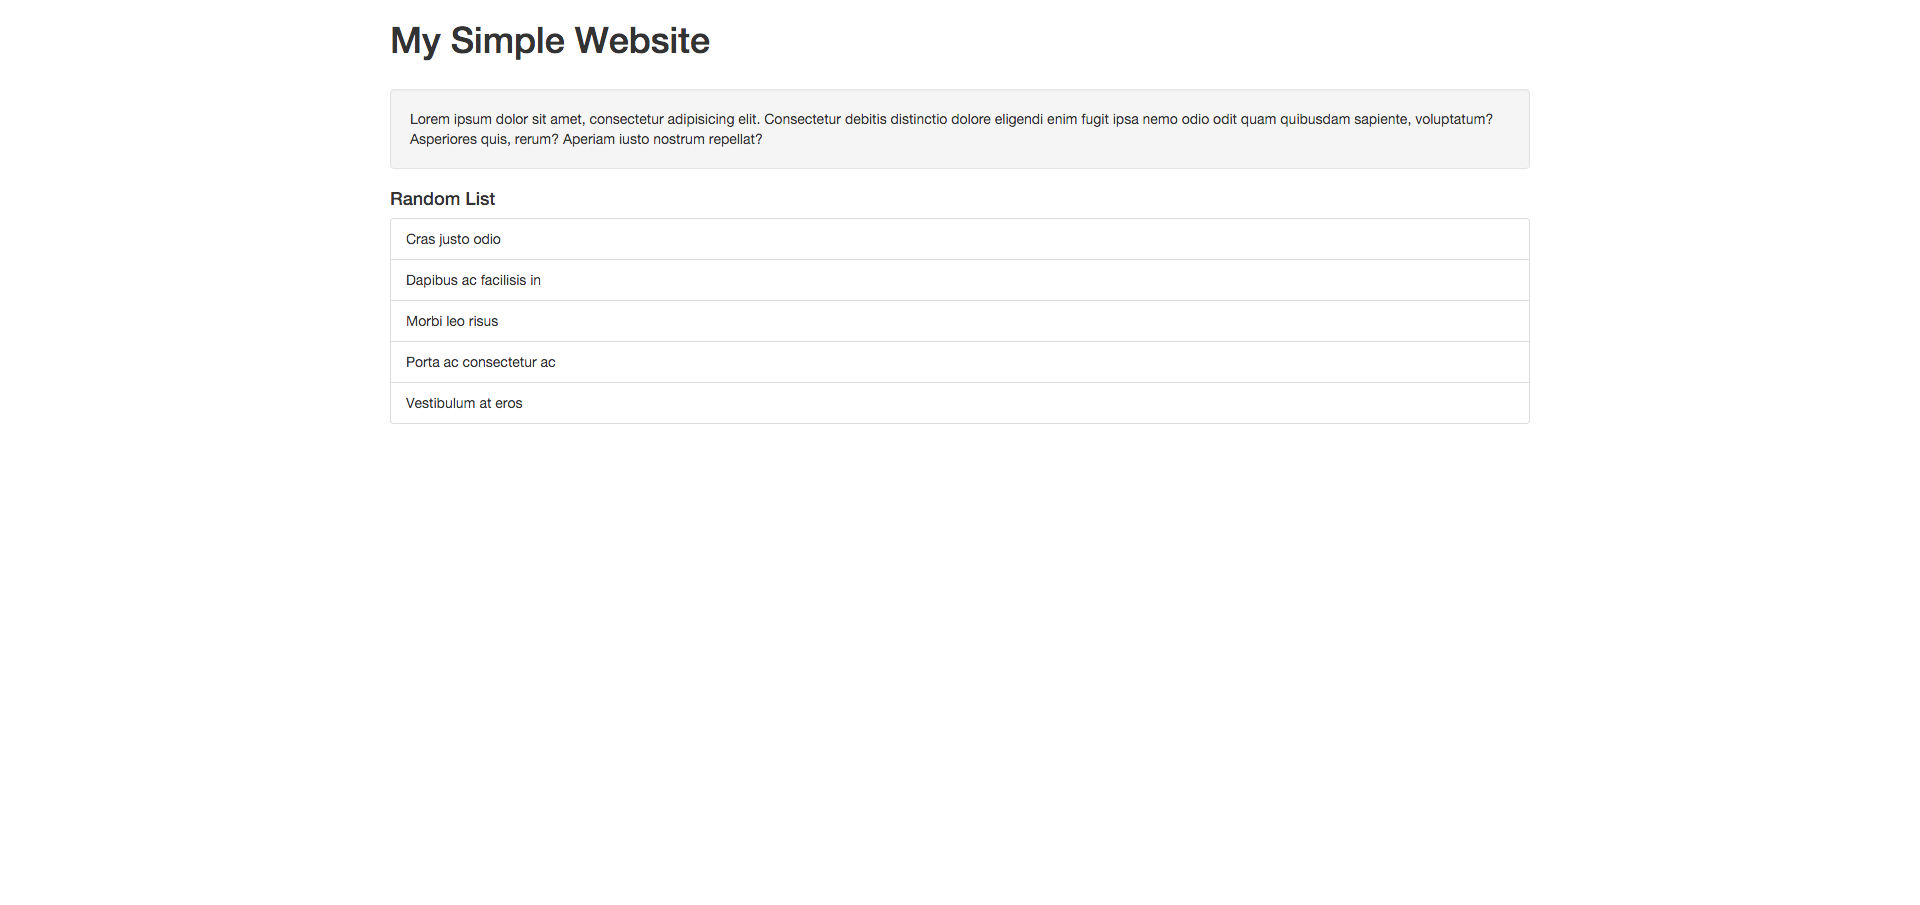 My Simple Website
Lorem ipsum dolor sit amet, consectetur adipisicing elit. Consectetur debitis distinctio dolore eligendi enim fugit ipsa nemo odio odit quam quibusdam sapiente, voluptatum?
Asperiores quis, rerum? Aperiam iusto nostrum repellat?
Random List
Cras justo odio
Dapibus ac facilisis in
Morbi leo risus
Porta ac consectetur ac
Vestibulum at eros